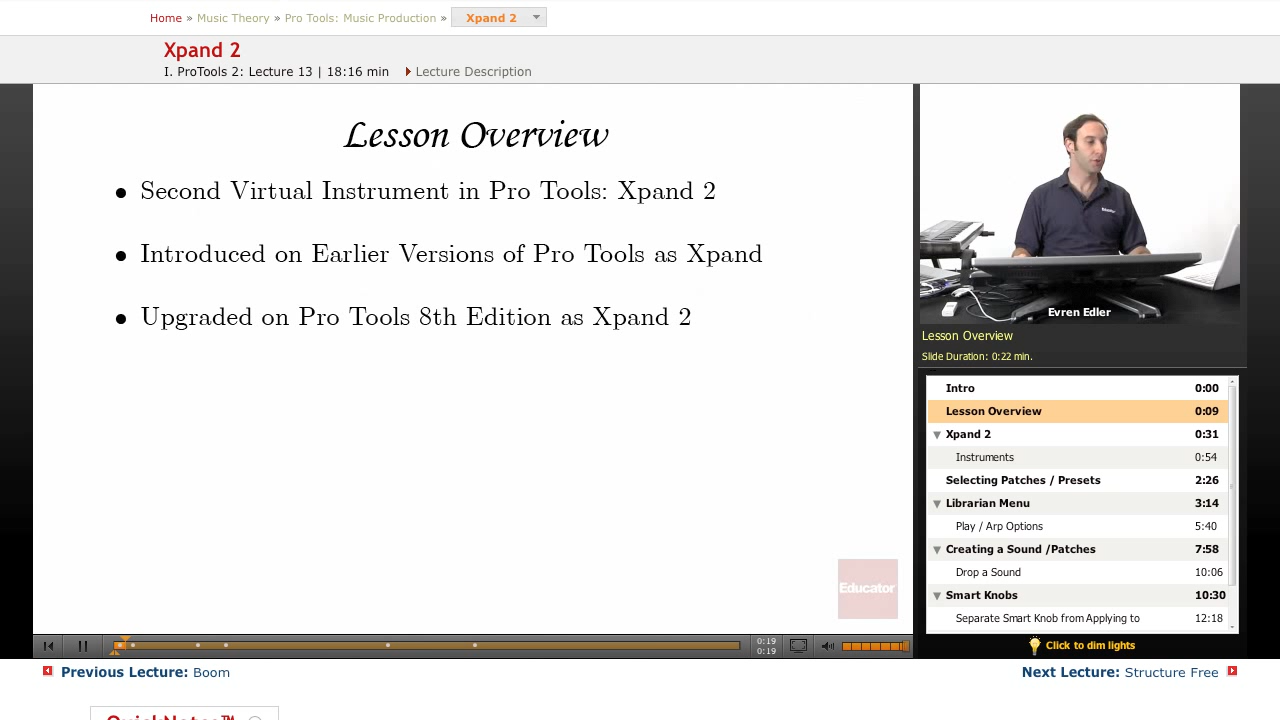 Home » Music Theory » Pro Tools: Music Production » Xpand 2
Xpand 2
I. ProTools 2: Lecture 13 | 18:16 min Lecture Description
Lesson Overview
• Second Virtual Instrument in Pro Tools: Xpand 2
• Introduced on Earlier Versions of Pro Tools as Xpand
• Upgraded on Pro Tools 8th Edition as Xpand 2
Educator
0:19
0:19
Evren Edler
Lesson Overview
Slide Duration: 0:22 min.
Intro 0:00
Lesson Overview 0:09
Xpand 2 0:31
Instruments 0:54
Selecting Patches / Presets 2:26
Librarian Menu 3:14
Play / Arp Options 5:40
Creating a Sound /Patches 7:58
Drop a Sound 10:06
Smart Knobs 10:30
Separate Smart Knob from Applying to 12:18
Click to dim lights
Previous Lecture: Boom
Next Lecture: Structure Free
QuickNotes™